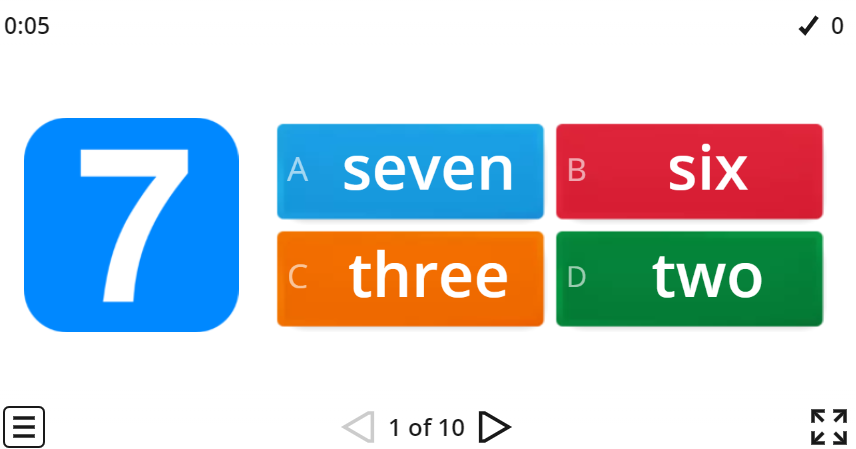 0:05
✓ 0
7
A seven
B six
C three
D two
1 of 10